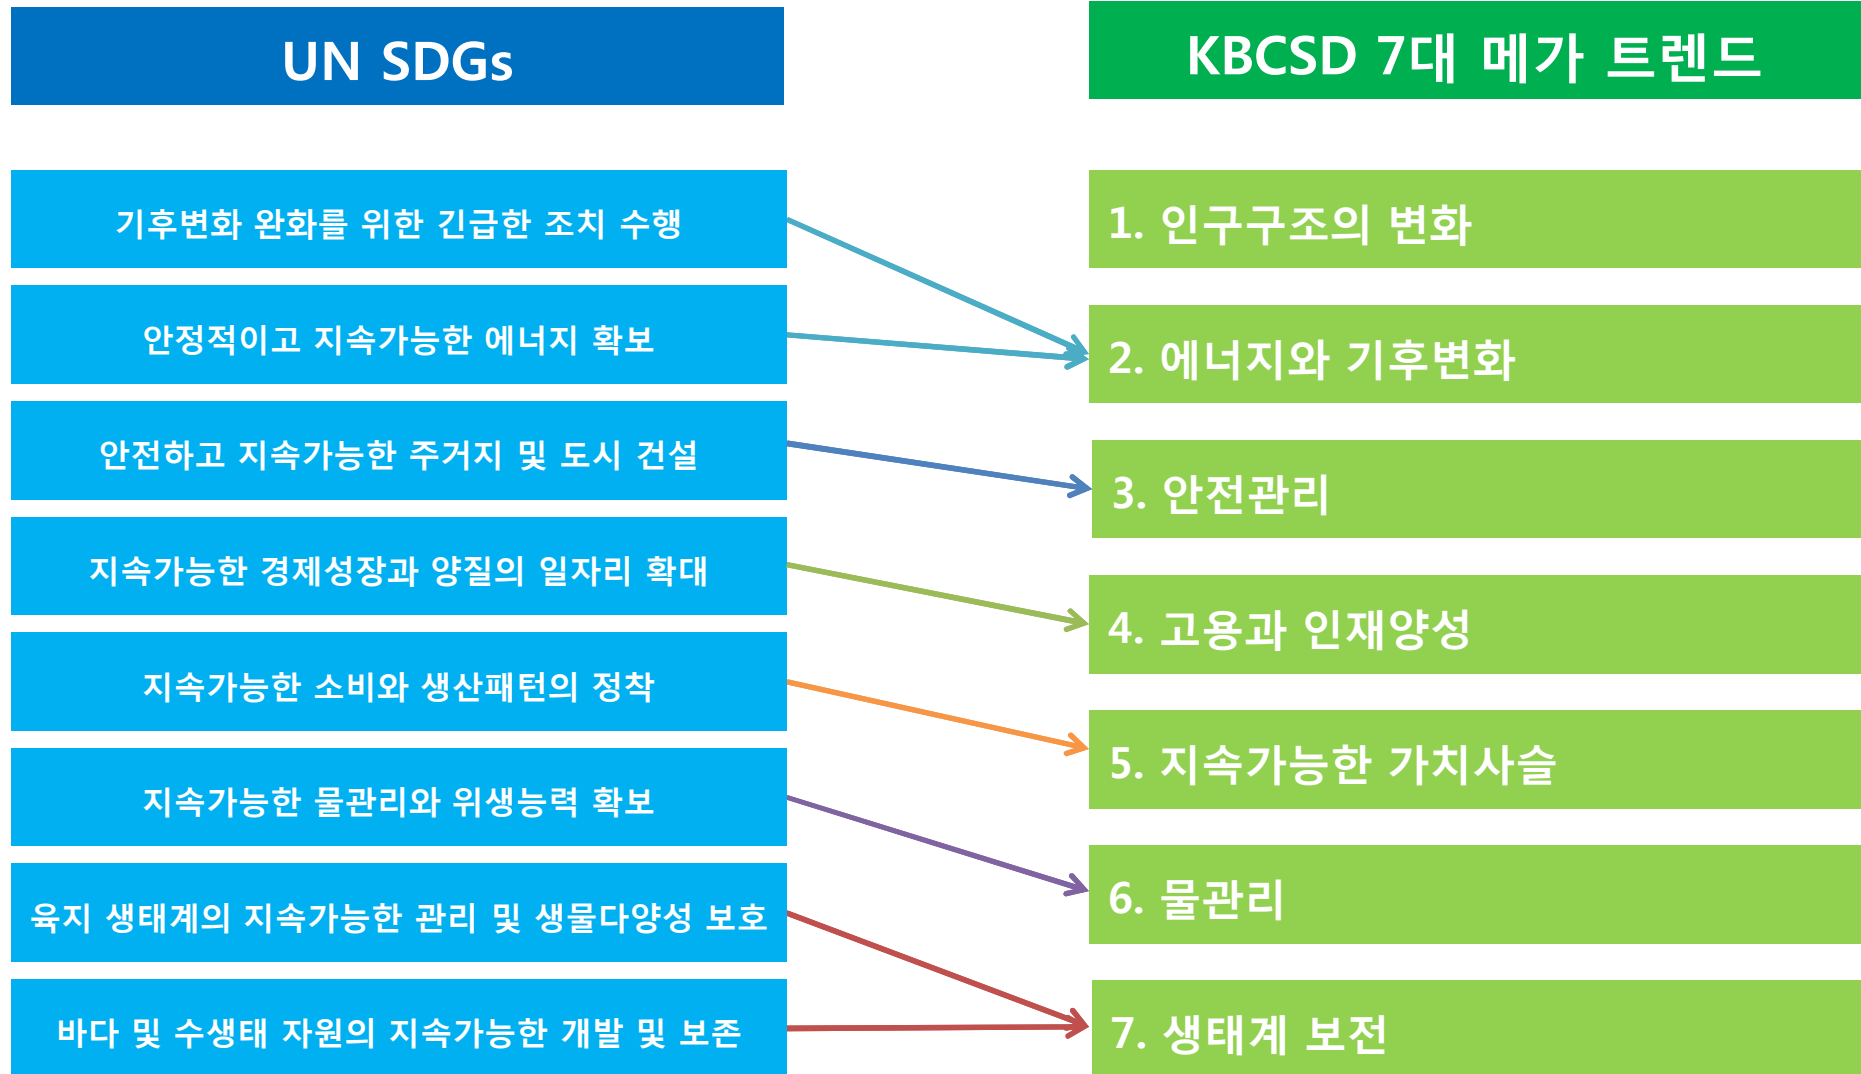 UN SDGs
KBCSD 7대 메가 트렌드
기후변화 완화를 위한 긴급한 조치 수행
안정적이고 지속가능한 에너지 확보
안전하고 지속가능한 주거지 및 도시 건설
지속가능한 경제성장과 양질의 일자리 확대
지속가능한 소비와 생산패턴의 정착
지속가능한 물관리와 위생능력 확보
육지 생태계의 지속가능한 관리 및 생물다양성 보호
바다 및 수생태 자원의 지속가능한 개발 및 보존
1. 인구구조의 변화
2. 에너지와 기후변화
3. 안전관리
4. 고용과 인재양성
5. 지속가능한 가치사슬
6. 물관리
7. 생태계 보전